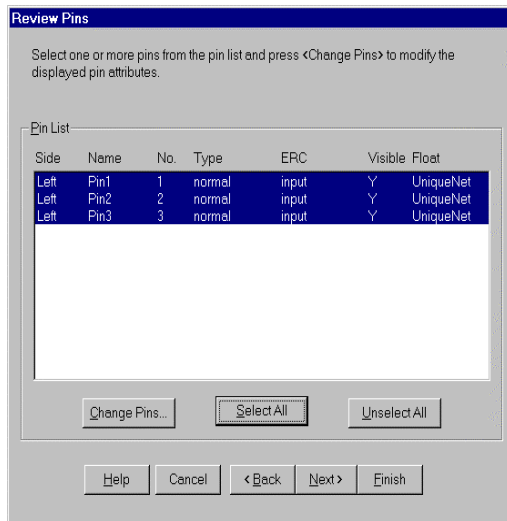 Review Pins
Select one or more pins from the pin list and press <Change Pins> to modify the
displayed pin attributes.
Pin List
Side Name No. Type ERC Visible Float
Left Pin1 1 normal input Y UniqueNet
Left Pin2 2 normal input Y UniqueNet
Left Pin3 3 normal input Y UniqueNet
Change Pins... Select All Unselect All
Help Cancel < Back Next > Finish